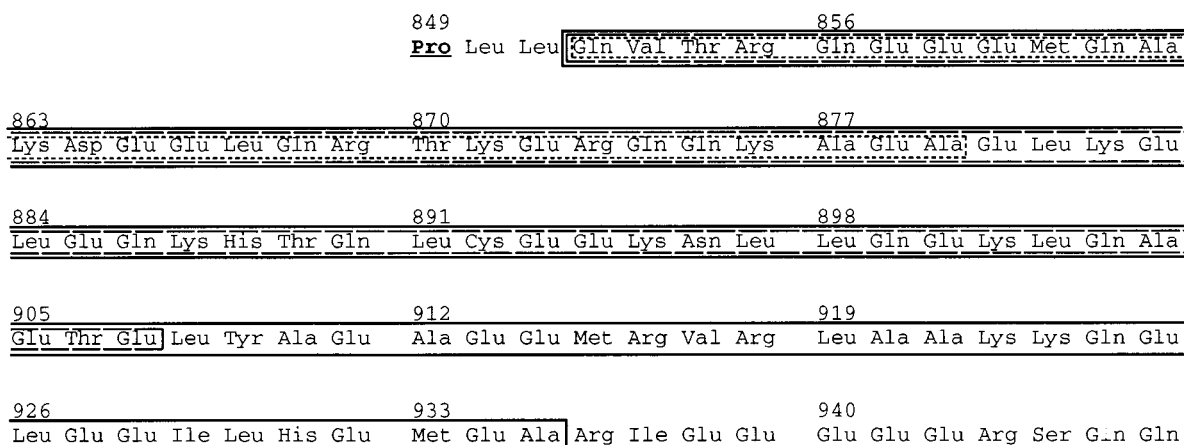 849 856
Pro Leu Leu Gln Val Thr Arg Gln Glu Glu Glu Met Gln Ala
863 870 877
Lys Asp Glu Glu Leu Gln Arg Thr Lys Glu Arg Gln Gln Lys Ala Glu Ala Glu Leu Lys Glu
884 891 898
Leu Glu Gln Lys His Thr Gln Leu Cys Glu Glu Lys Asn Leu Leu Gln Glu Lys Leu Gln Ala
905 912 919
Glu Thr Glu Leu Tyr Ala Glu Ala Glu Glu Met Arg Val Arg Leu Ala Ala Lys Lys Gln Glu
926 933 940
Leu Glu Glu Ile Leu His Glu Met Glu Ala Arg Ile Glu Glu Glu Glu Glu Arg Ser Gln Gln